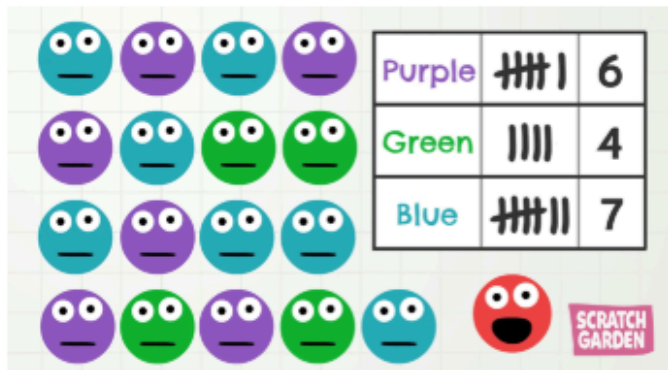 Purple 𝍸 | 6
Green |||| 4
Blue 𝍸 || 7
SCRATCH
GARDEN